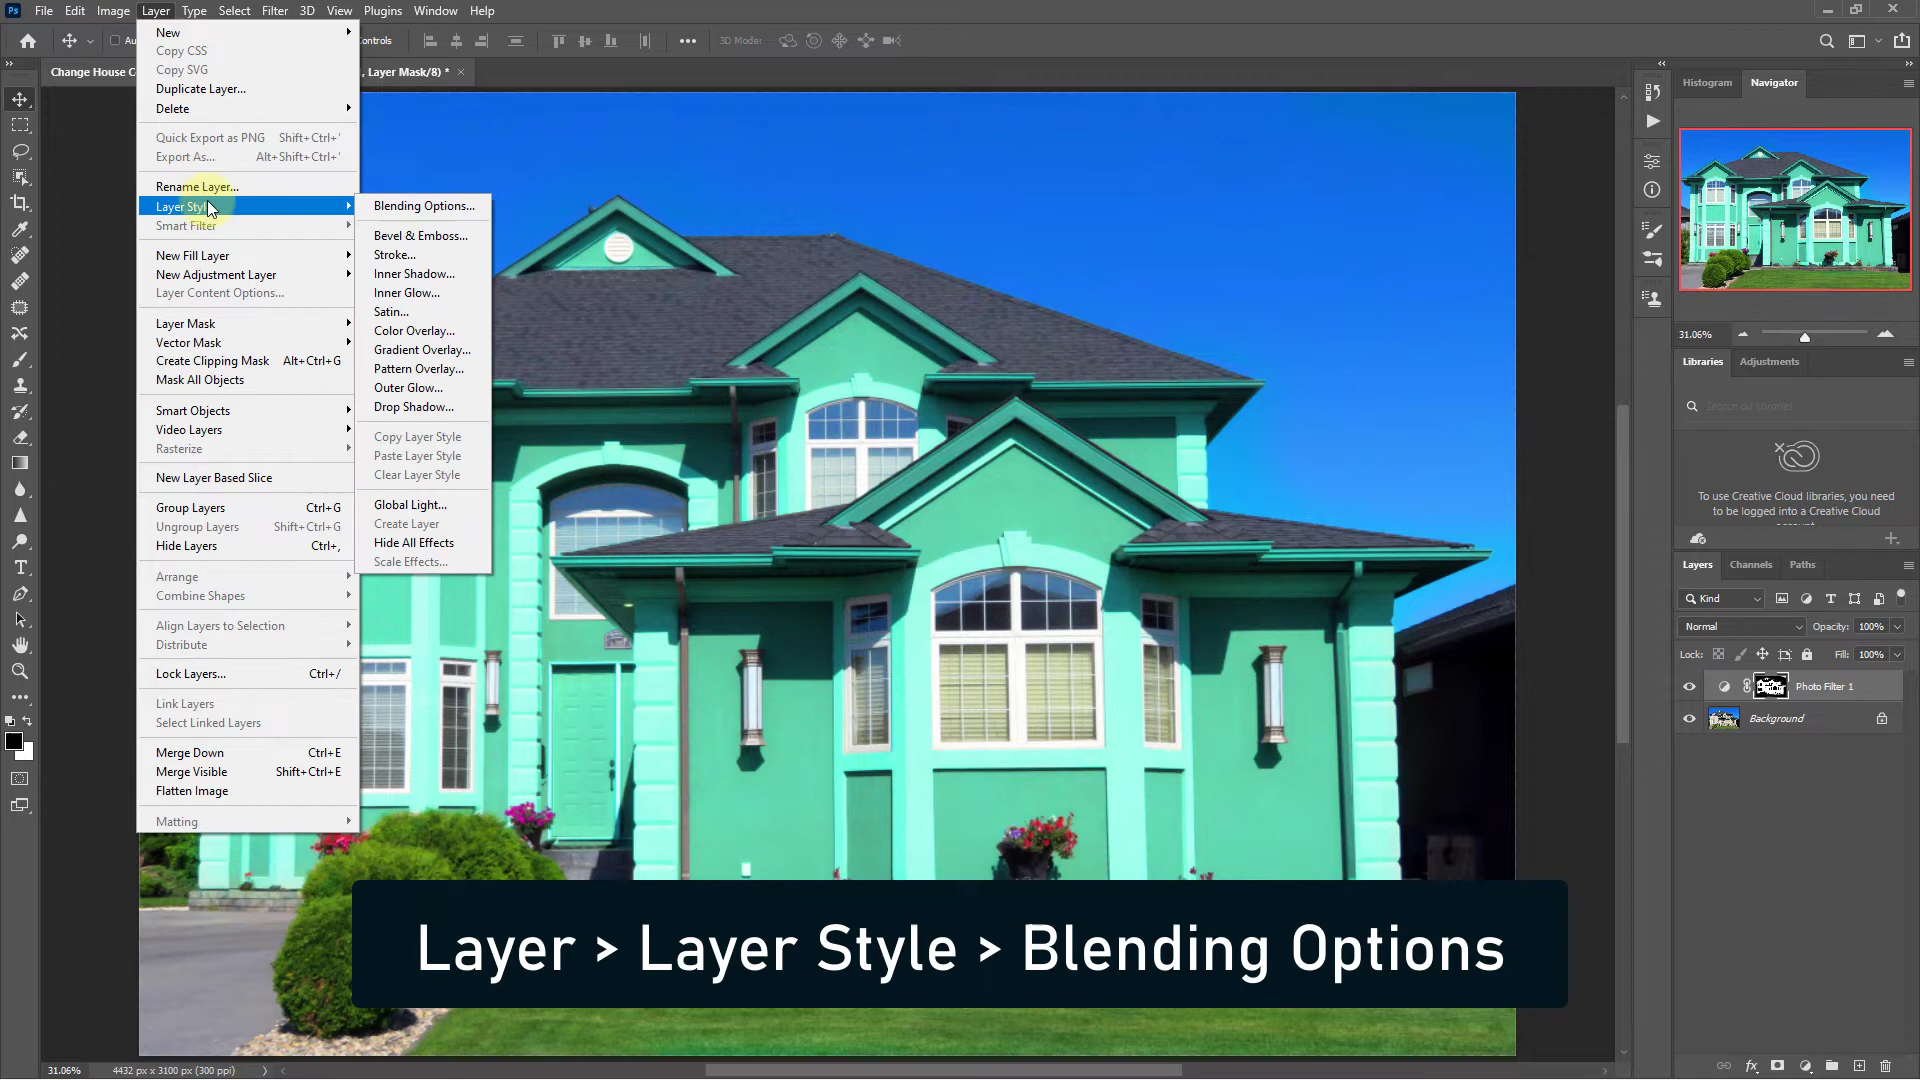 Ps File Edit Image Layer Type Select Filter 3D View Plugins Window Help
Au ontrols 3D Mode:
Change House C , Layer Mask/8) * ×
New
Copy CSS
Copy SVG
Duplicate Layer...
Delete
Quick Export as PNG Shift+Ctrl+'
Export As... Alt+Shift+Ctrl+'
Rename Layer...
Layer Style
Smart Filter
New Fill Layer
New Adjustment Layer
Layer Content Options...
Layer Mask
Vector Mask
Create Clipping Mask Alt+Ctrl+G
Mask All Objects
Smart Objects
Video Layers
Rasterize
New Layer Based Slice
Group Layers Ctrl+G
Ungroup Layers Shift+Ctrl+G
Hide Layers Ctrl+,
Arrange
Combine Shapes
Align Layers to Selection
Distribute
Lock Layers... Ctrl+/
Link Layers
Select Linked Layers
Merge Down Ctrl+E
Merge Visible Shift+Ctrl+E
Flatten Image
Matting
Blending Options...
Bevel & Emboss...
Stroke...
Inner Shadow...
Inner Glow...
Satin...
Color Overlay...
Gradient Overlay...
Pattern Overlay...
Outer Glow...
Drop Shadow...
Copy Layer Style
Paste Layer Style
Clear Layer Style
Global Light...
Create Layer
Hide All Effects
Scale Effects...
Histogram Navigator
31.06%
Libraries Adjustments
Search all libraries
To use Creative Cloud libraries, you need
to be logged into a Creative Cloud
account
Layers Channels Paths
Kind
Normal Opacity: 100%
Lock: Fill: 100%
Photo Filter 1
Background
Layer > Layer Style > Blending Options
31.06% 4432 px x 3100 px (300 ppi)